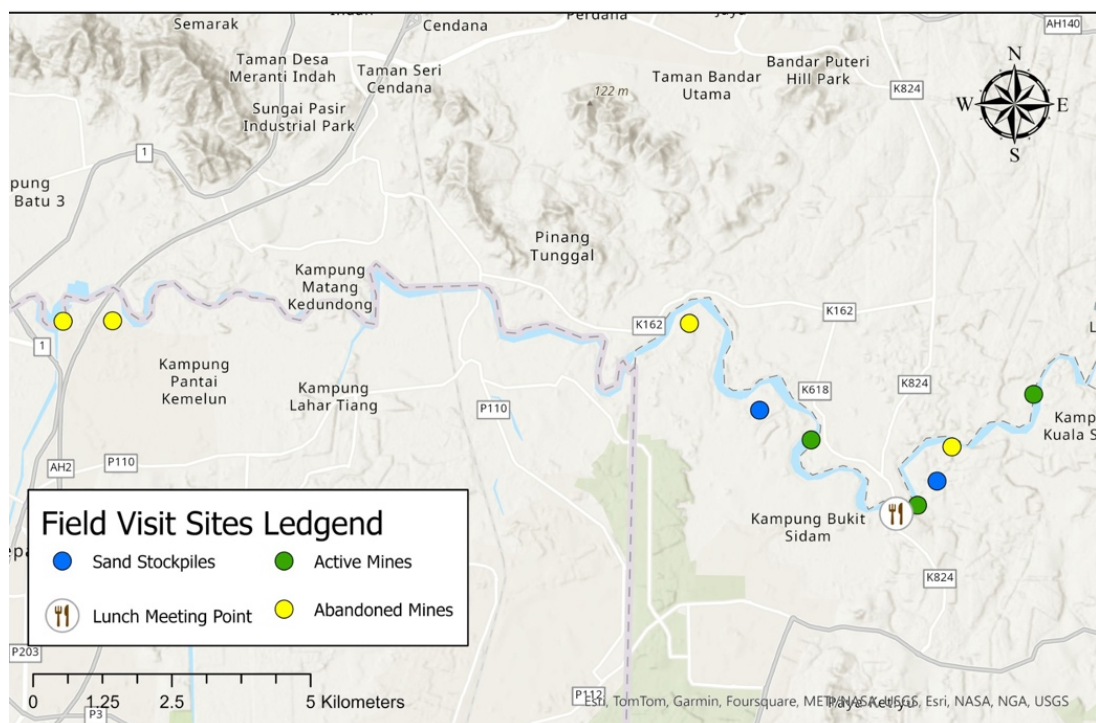 Semarak
Indah
Cendana
Perdana
Jaya
AH140
Taman Desa
Meranti Indah
Taman Seri
Cendana
Sungai Pasir
Industrial Park
122 m
Taman Bandar
Utama
Bandar Puteri
Hill Park
K824
N
W
E
S
1
pung
Batu 3
Pinang
Tunggal
Kampung
Matang
Kedundong
K162
K162
L
1
Kampung
Pantai
Kemelun
Kampung
Lahar Tiang
P110
K618
K824
Kamp
Kuala S
AH2
P110
Kampung Bukit
Sidam
K824
epa
Field Visit Sites Ledgend
Sand Stockpiles
Active Mines
Lunch Meeting Point
Abandoned Mines
P203
0
1.25
2.5
5 Kilometers
P3
P112
Esri, TomTom, Garmin, Foursquare, METI/NASA, USGS, Esri, NASA, NGA, USGS